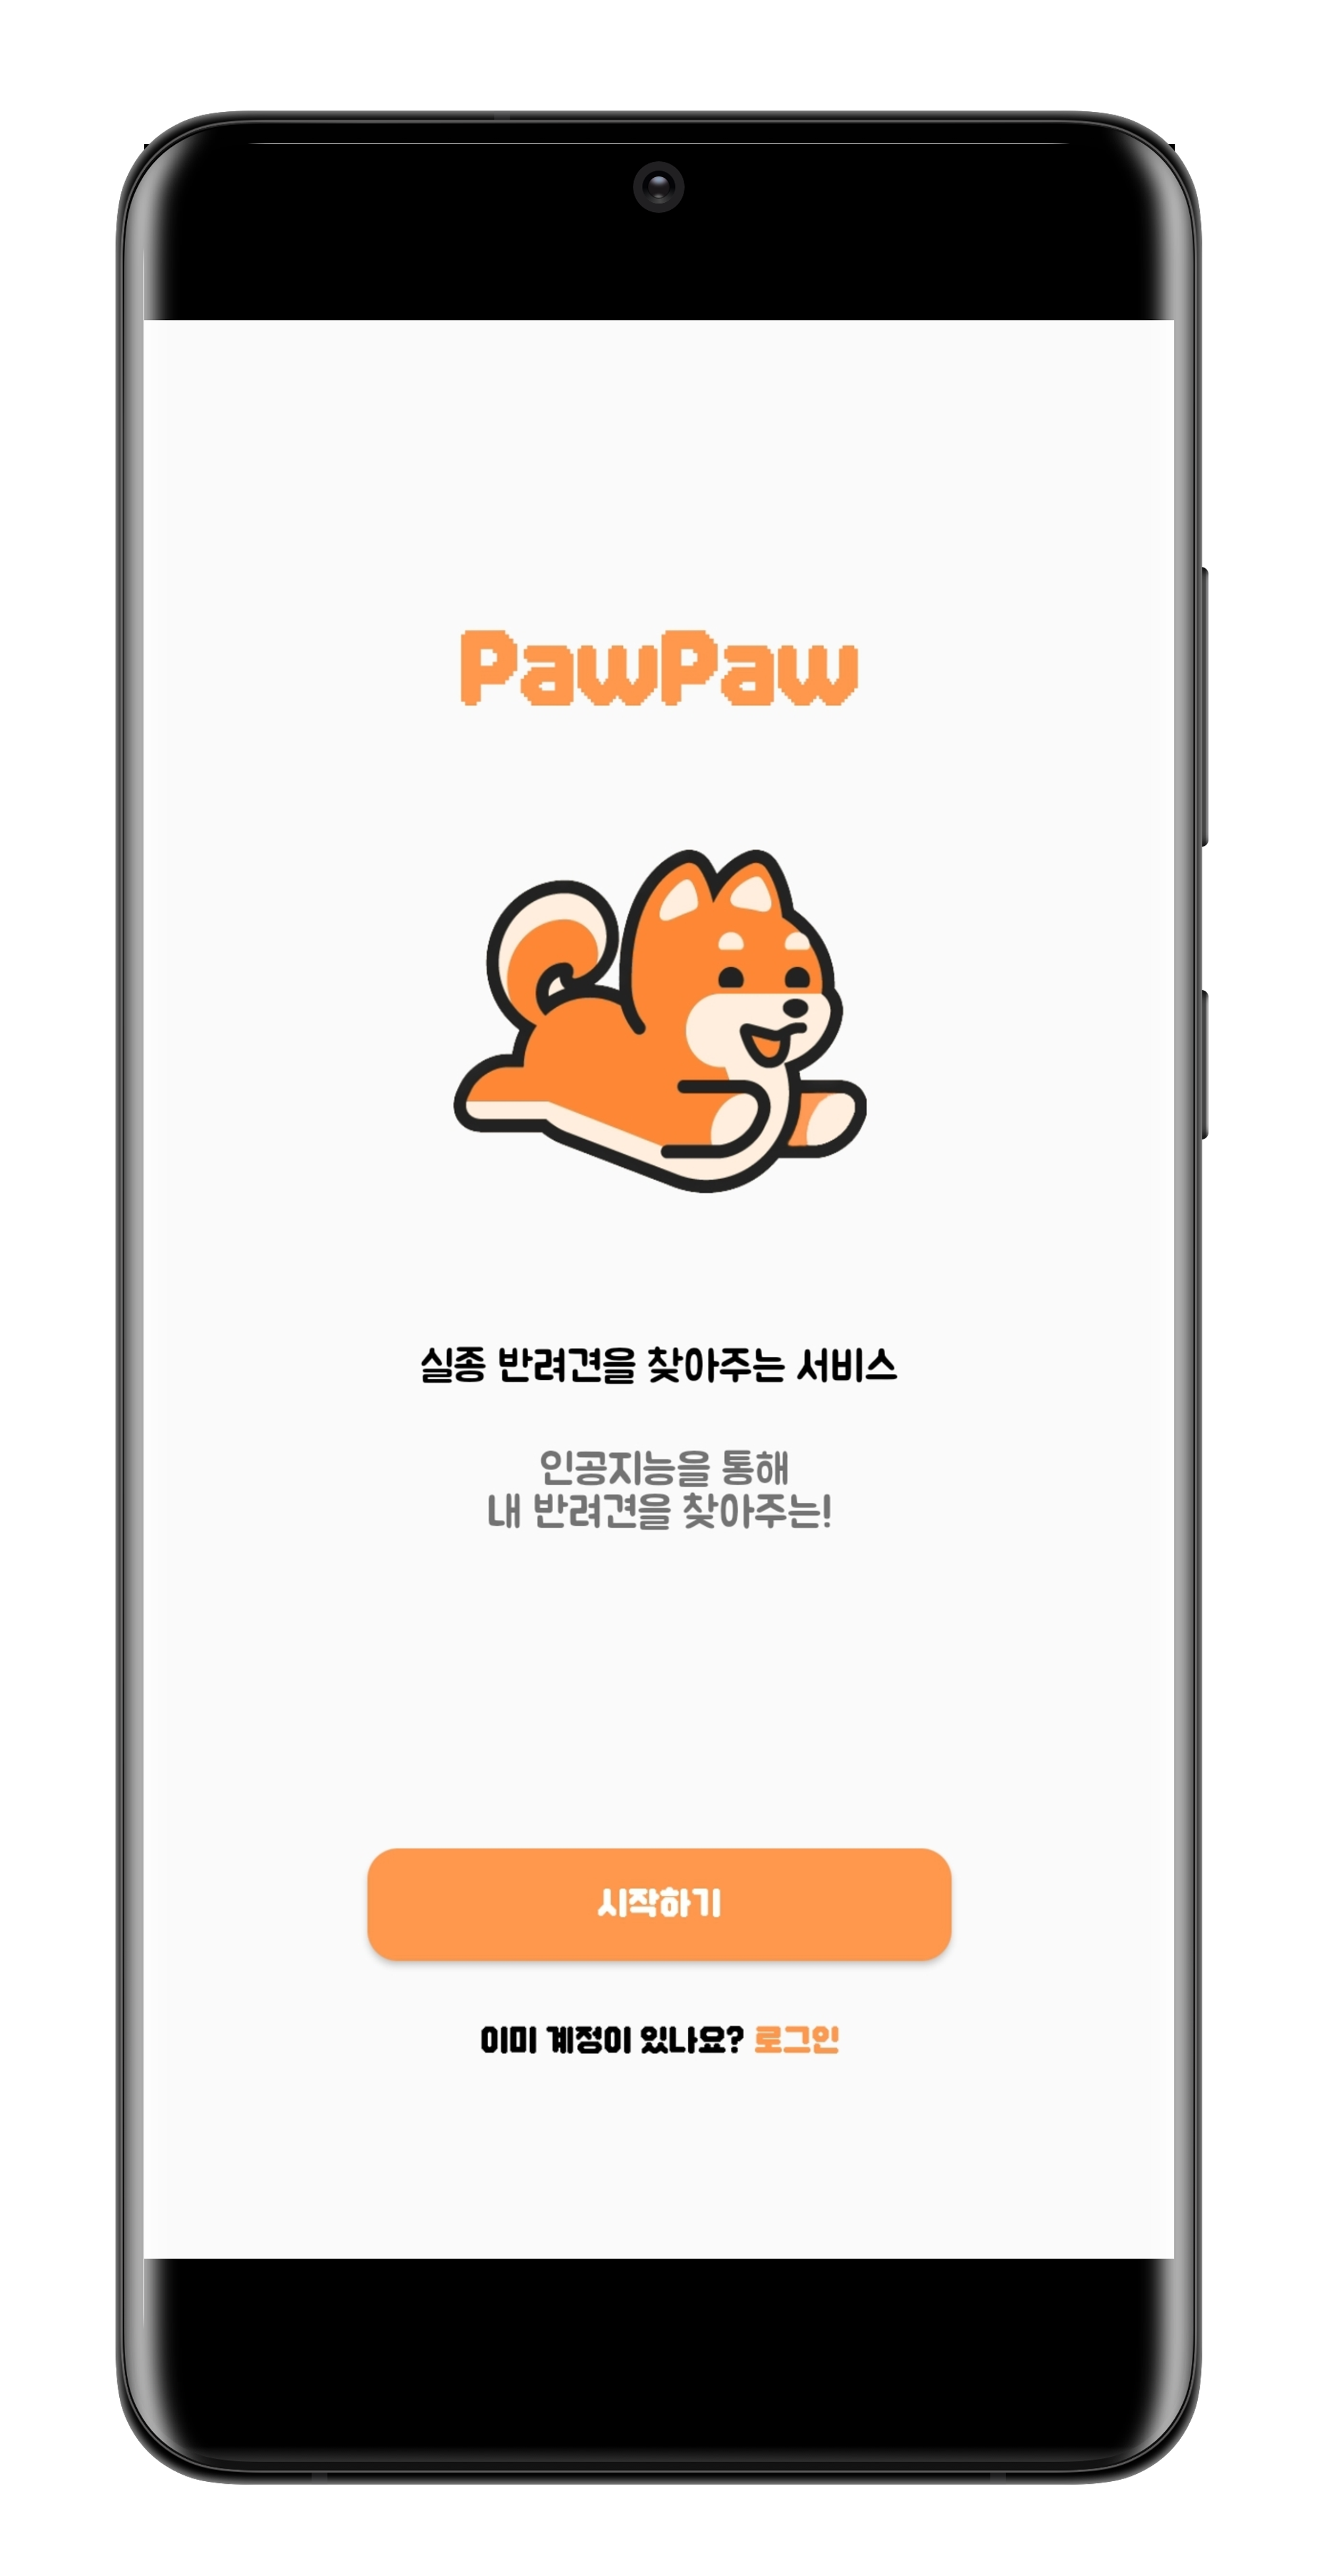 PawPaw
실종 반려견을 찾아주는 서비스
인공지능을 통해
내 반려견을 찾아주는!
시작하기
이미 계정이 있나요? 로그인